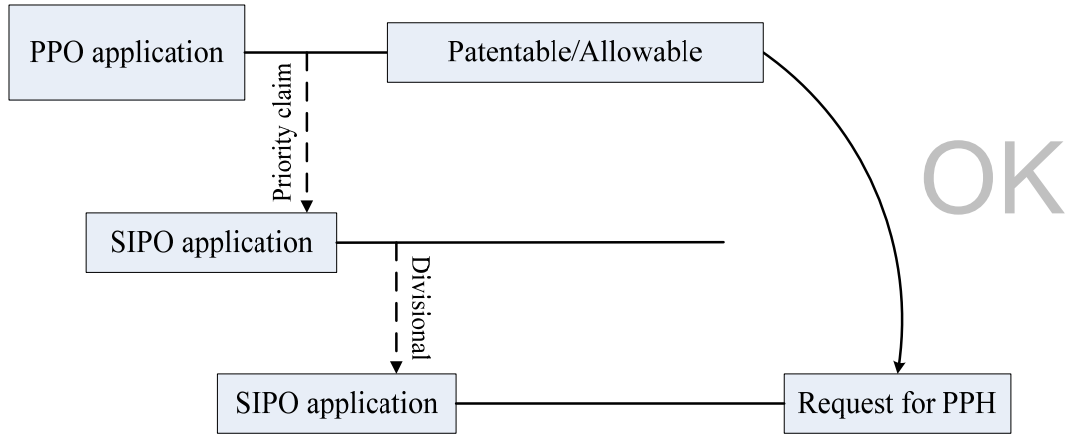 PPO application
Patentable/Allowable
Priority claim
OK
SIPO application
Divisional
SIPO application
Request for PPH